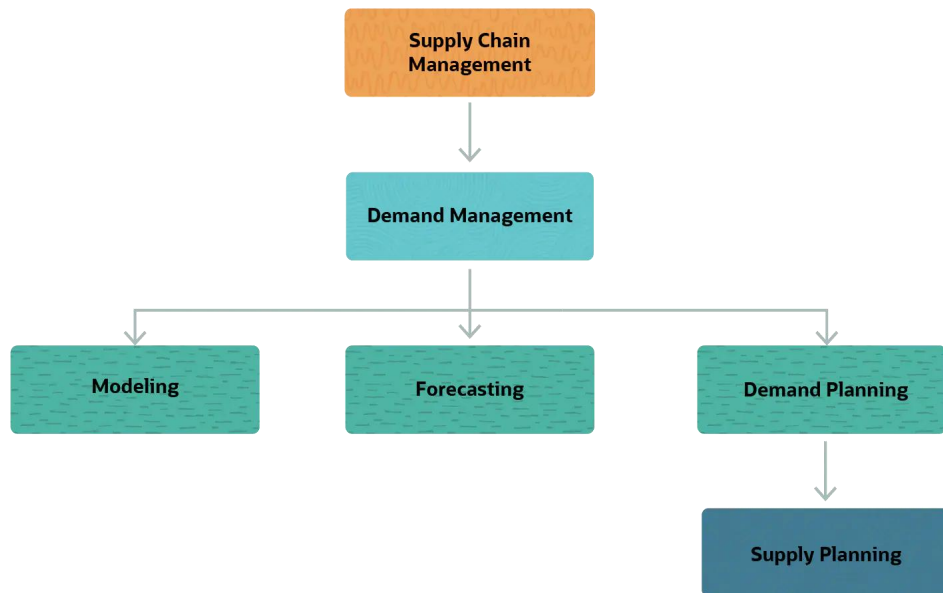 Supply Chain
Management
Demand Management
Modeling
Forecasting
Demand Planning
Supply Planning